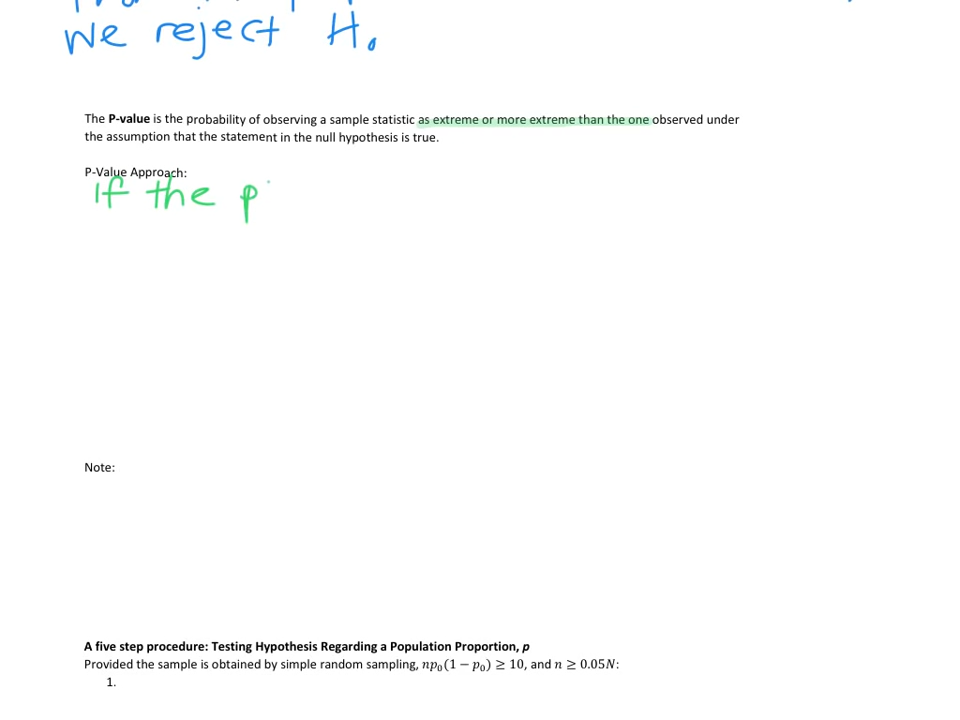 we reject H₀
The P-value is the probability of observing a sample statistic as extreme or more extreme than the one observed under
the assumption that the statement in the null hypothesis is true.
P-Value Approach:
If the p
Note:
A five step procedure: Testing Hypothesis Regarding a Population Proportion, p
Provided the sample is obtained by simple random sampling, np₀(1 − p₀) ≥ 10, and n ≥ 0.05N:
1.